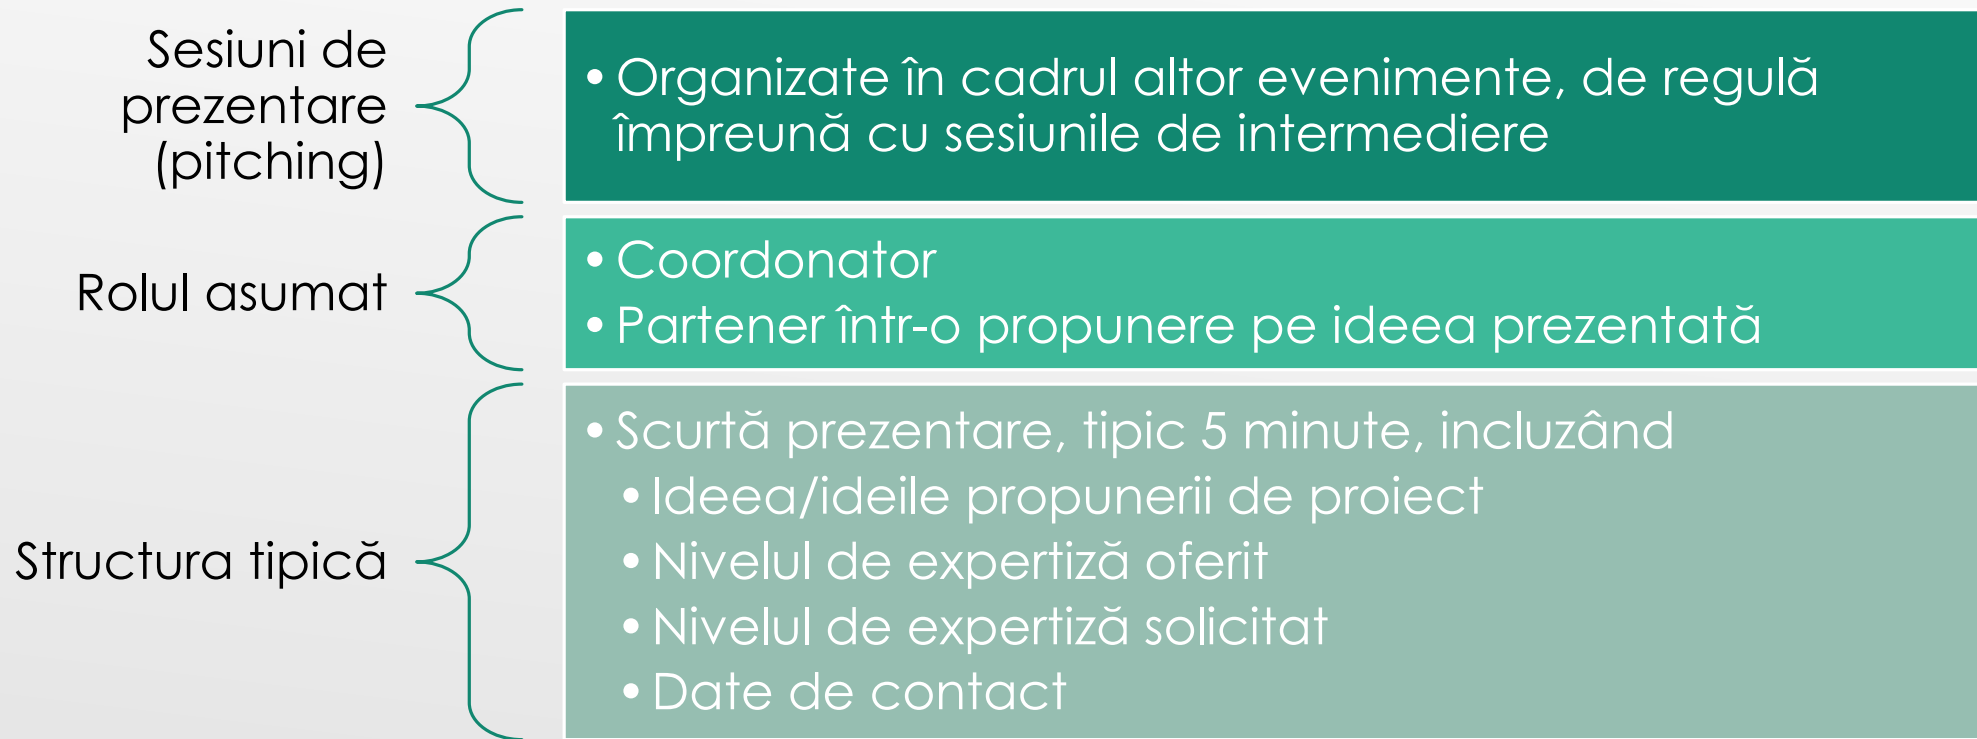 Sesiuni de
prezentare
(pitching)
• Organizate în cadrul altor evenimente, de regulă
împreună cu sesiunile de intermediere
Rolul asumat
• Coordonator
• Partener într-o propunere pe ideea prezentată
Structura tipică
• Scurtă prezentare, tipic 5 minute, incluzând
• Ideea/ideile propunerii de proiect
• Nivelul de expertiză oferit
• Nivelul de expertiză solicitat
• Date de contact